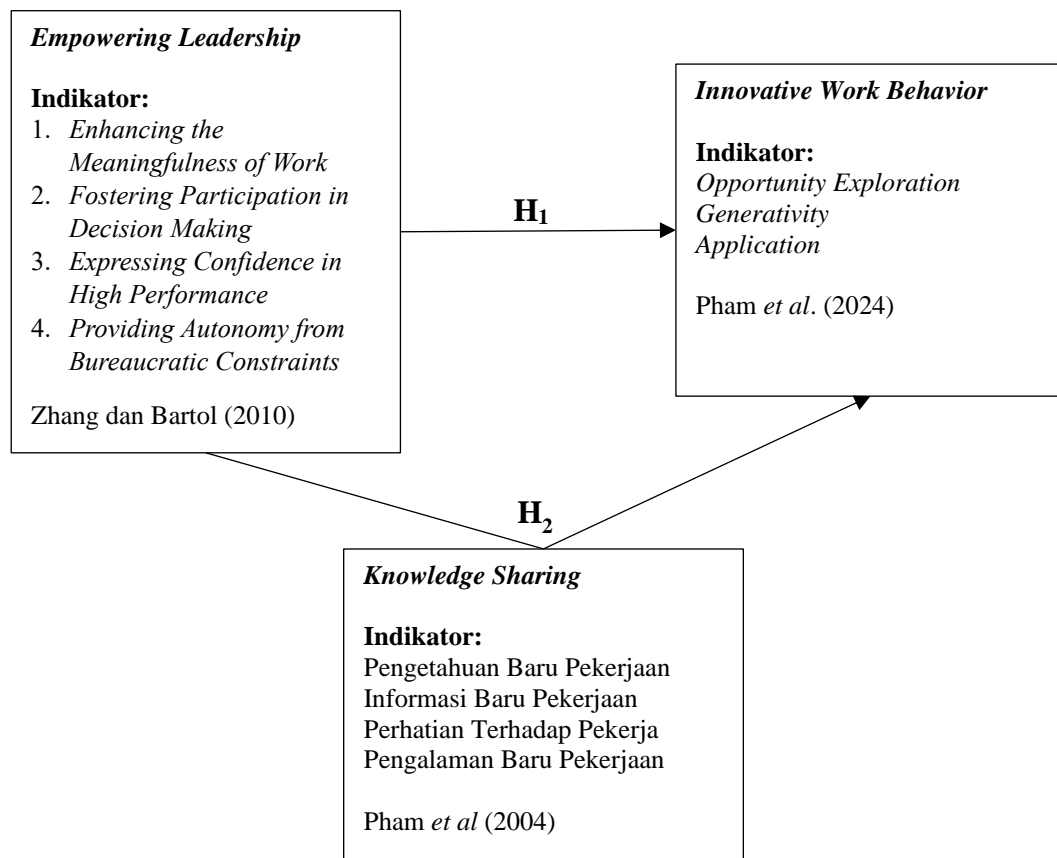 Empowering Leadership
Indikator:
1. Enhancing the
Meaningfulness of Work
2. Fostering Participation in
Decision Making
3. Expressing Confidence in
High Performance
4. Providing Autonomy from
Bureaucratic Constraints
Zhang dan Bartol (2010)
H1
Innovative Work Behavior
Indikator:
Opportunity Exploration
Generativity
Application
Pham et al. (2024)
H2
Knowledge Sharing
Indikator:
Pengetahuan Baru Pekerjaan
Informasi Baru Pekerjaan
Perhatian Terhadap Pekerja
Pengalaman Baru Pekerjaan
Pham et al (2004)